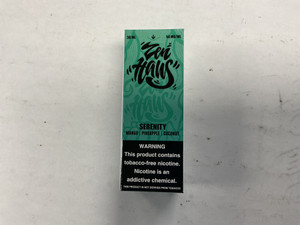 Zen
"Haus"
SERENITY
MANGO | PINEAPPLE | COCONUT
WARNING
This product contains
tobacco-free nicotine.
Nicotine is an
addictive chemical.